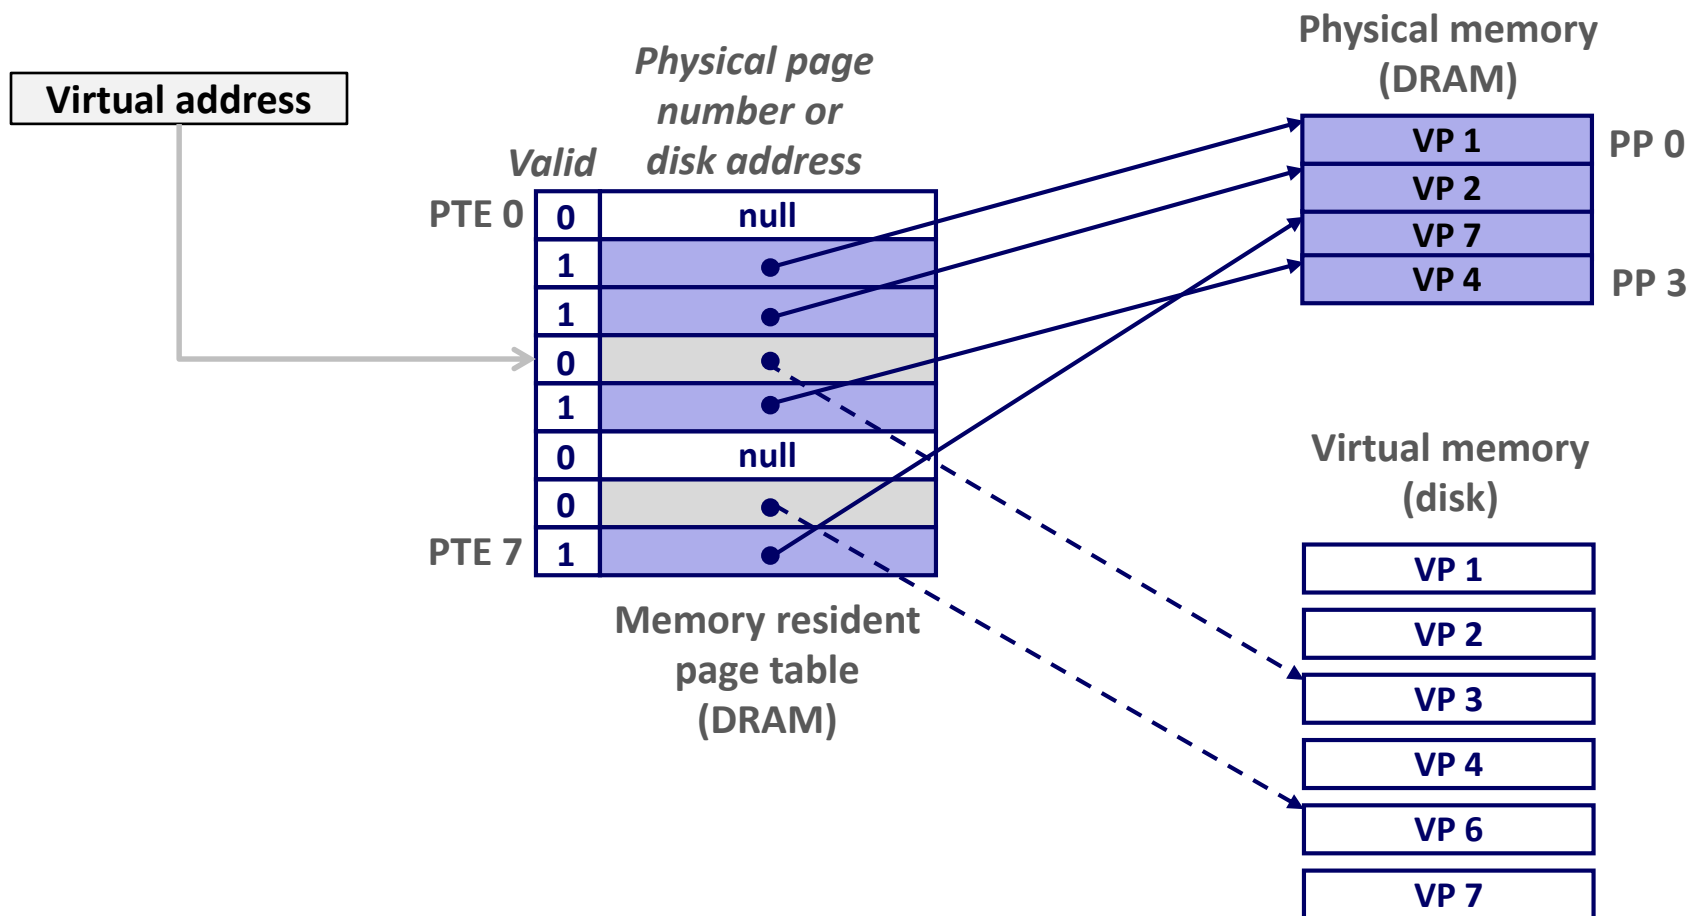 Virtual address
Physical page
number or
disk address
Valid
PTE 0
0
null
1
1
0
1
0
null
0
PTE 7
1
Memory resident
page table
(DRAM)
Physical memory
(DRAM)
VP 1
PP 0
VP 2
VP 7
VP 4
PP 3
Virtual memory
(disk)
VP 1
VP 2
VP 3
VP 4
VP 6
VP 7